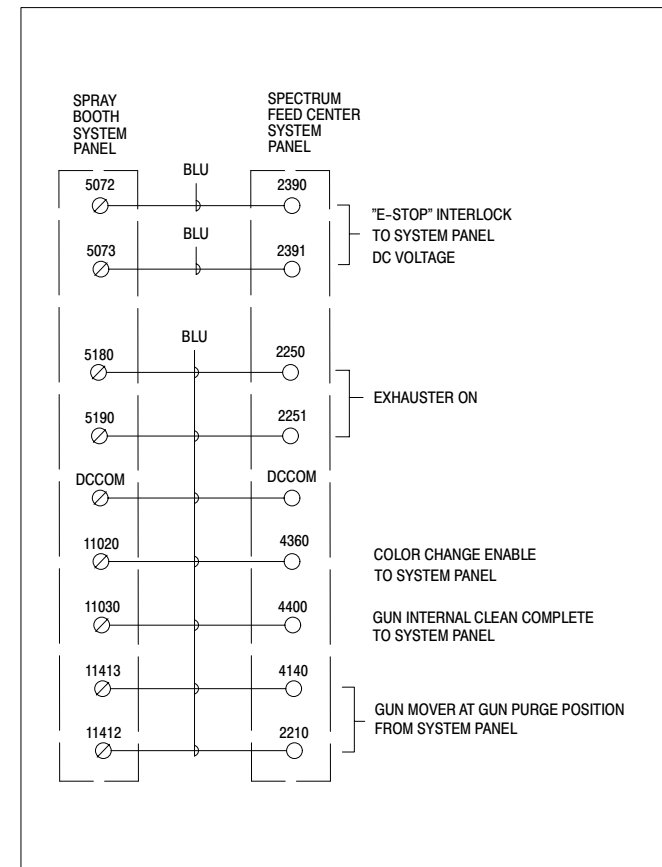 SPRAY
BOOTH
SYSTEM
PANEL
SPECTRUM
FEED CENTER
SYSTEM
PANEL
BLU
5072
2390
"E-STOP" INTERLOCK
TO SYSTEM PANEL
DC VOLTAGE
BLU
5073
2391
BLU
5180
2250
EXHAUSTER ON
5190
2251
DCCOM
DCCOM
11020
4360
COLOR CHANGE ENABLE
TO SYSTEM PANEL
11030
4400
GUN INTERNAL CLEAN COMPLETE
TO SYSTEM PANEL
11413
4140
GUN MOVER AT GUN PURGE POSITION
FROM SYSTEM PANEL
11412
2210